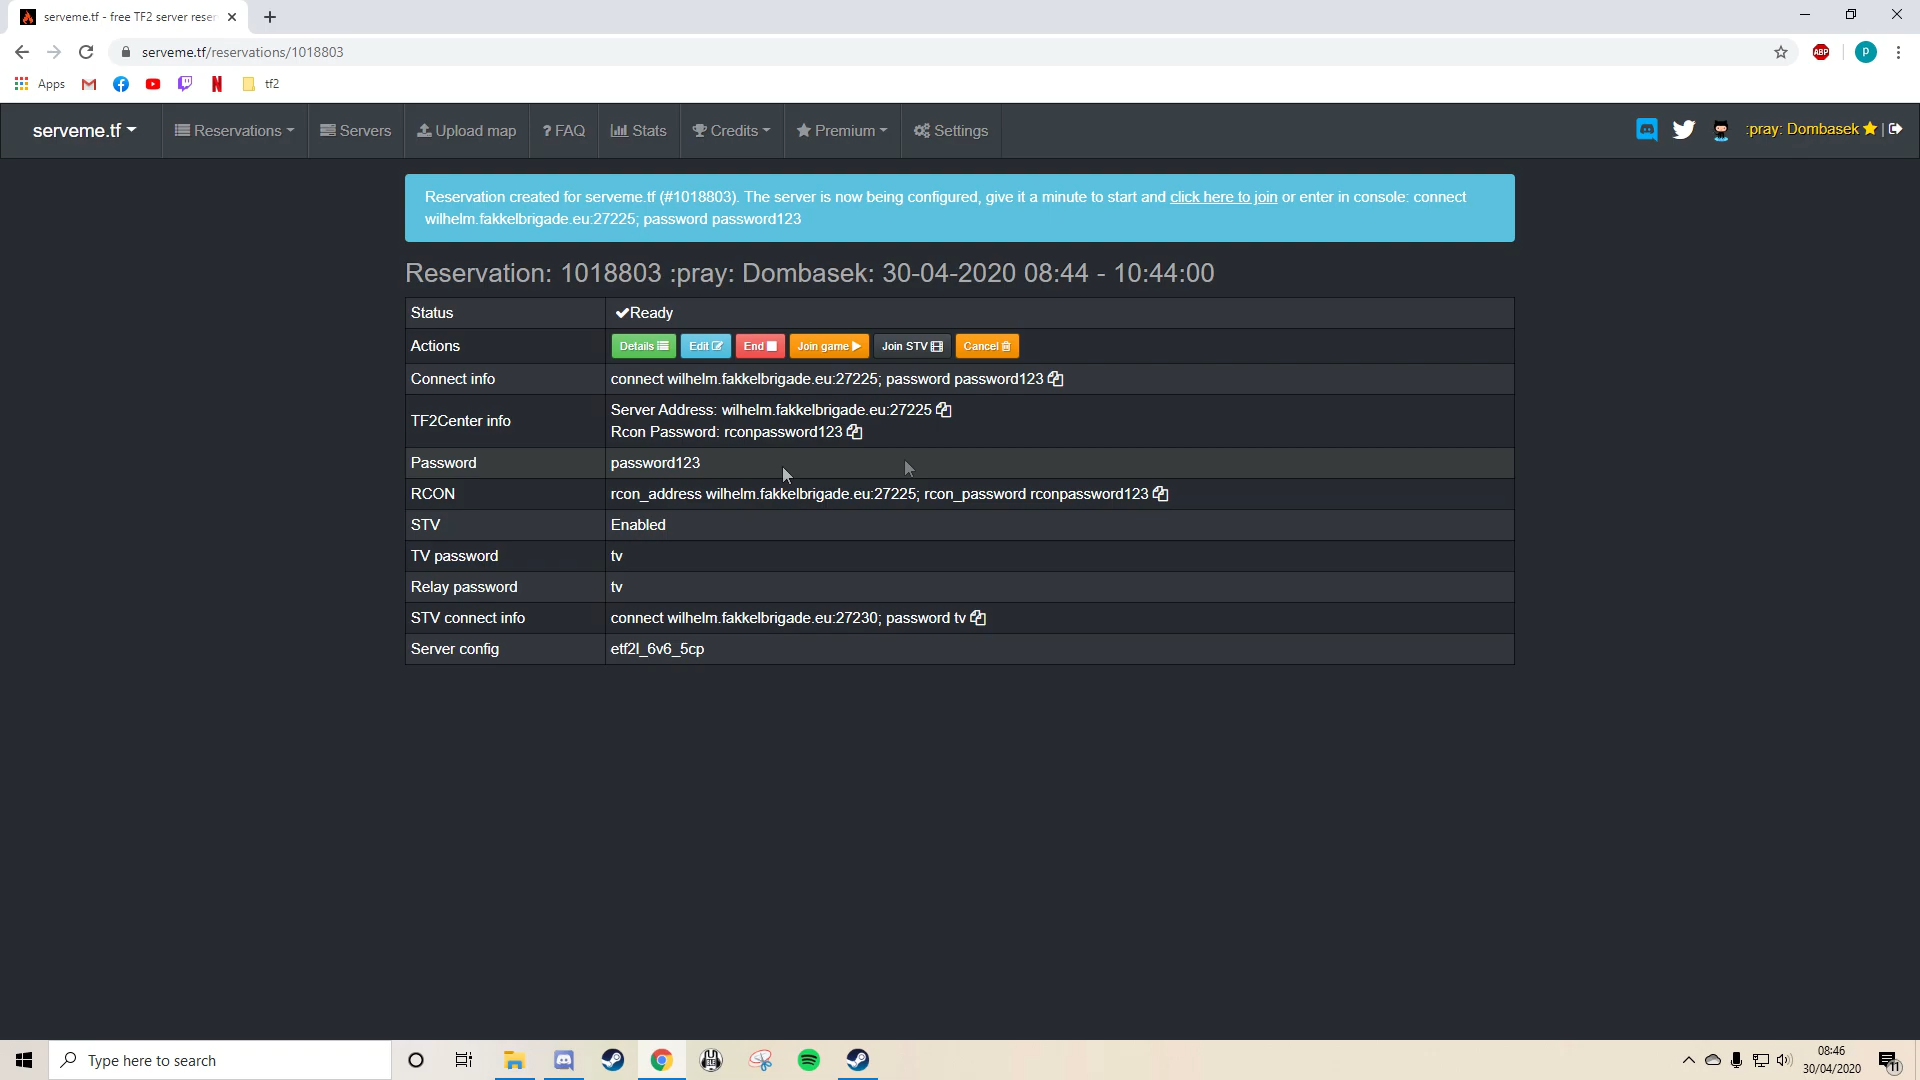 serveme.tf - free TF2 server reser
serveme.tf/reservations/1018803
ABP
p
Apps
tf2
serveme.tf
Reservations
Servers
Upload map
? FAQ
Stats
Credits
Premium
Settings
:pray: Dombasek
|
Reservation created for serveme.tf (#1018803). The server is now being configured, give it a minute to start and click here to join or enter in console: connect
wilhelm.fakkelbrigade.eu:27225; password password123
Reservation: 1018803 :pray: Dombasek: 30-04-2020 08:44 - 10:44:00
Status
Ready
Actions
Details
Edit
End
Join game
Join STV
Cancel
Connect info
connect wilhelm.fakkelbrigade.eu:27225; password password123
TF2Center info
Server Address: wilhelm.fakkelbrigade.eu:27225
Rcon Password: rconpassword123
Password
password123
RCON
rcon_address wilhelm.fakkelbrigade.eu:27225; rcon_password rconpassword123
STV
Enabled
TV password
tv
Relay password
tv
STV connect info
connect wilhelm.fakkelbrigade.eu:27230; password tv
Server config
etf2l_6v6_5cp
Type here to search
08:46
30/04/2020
11